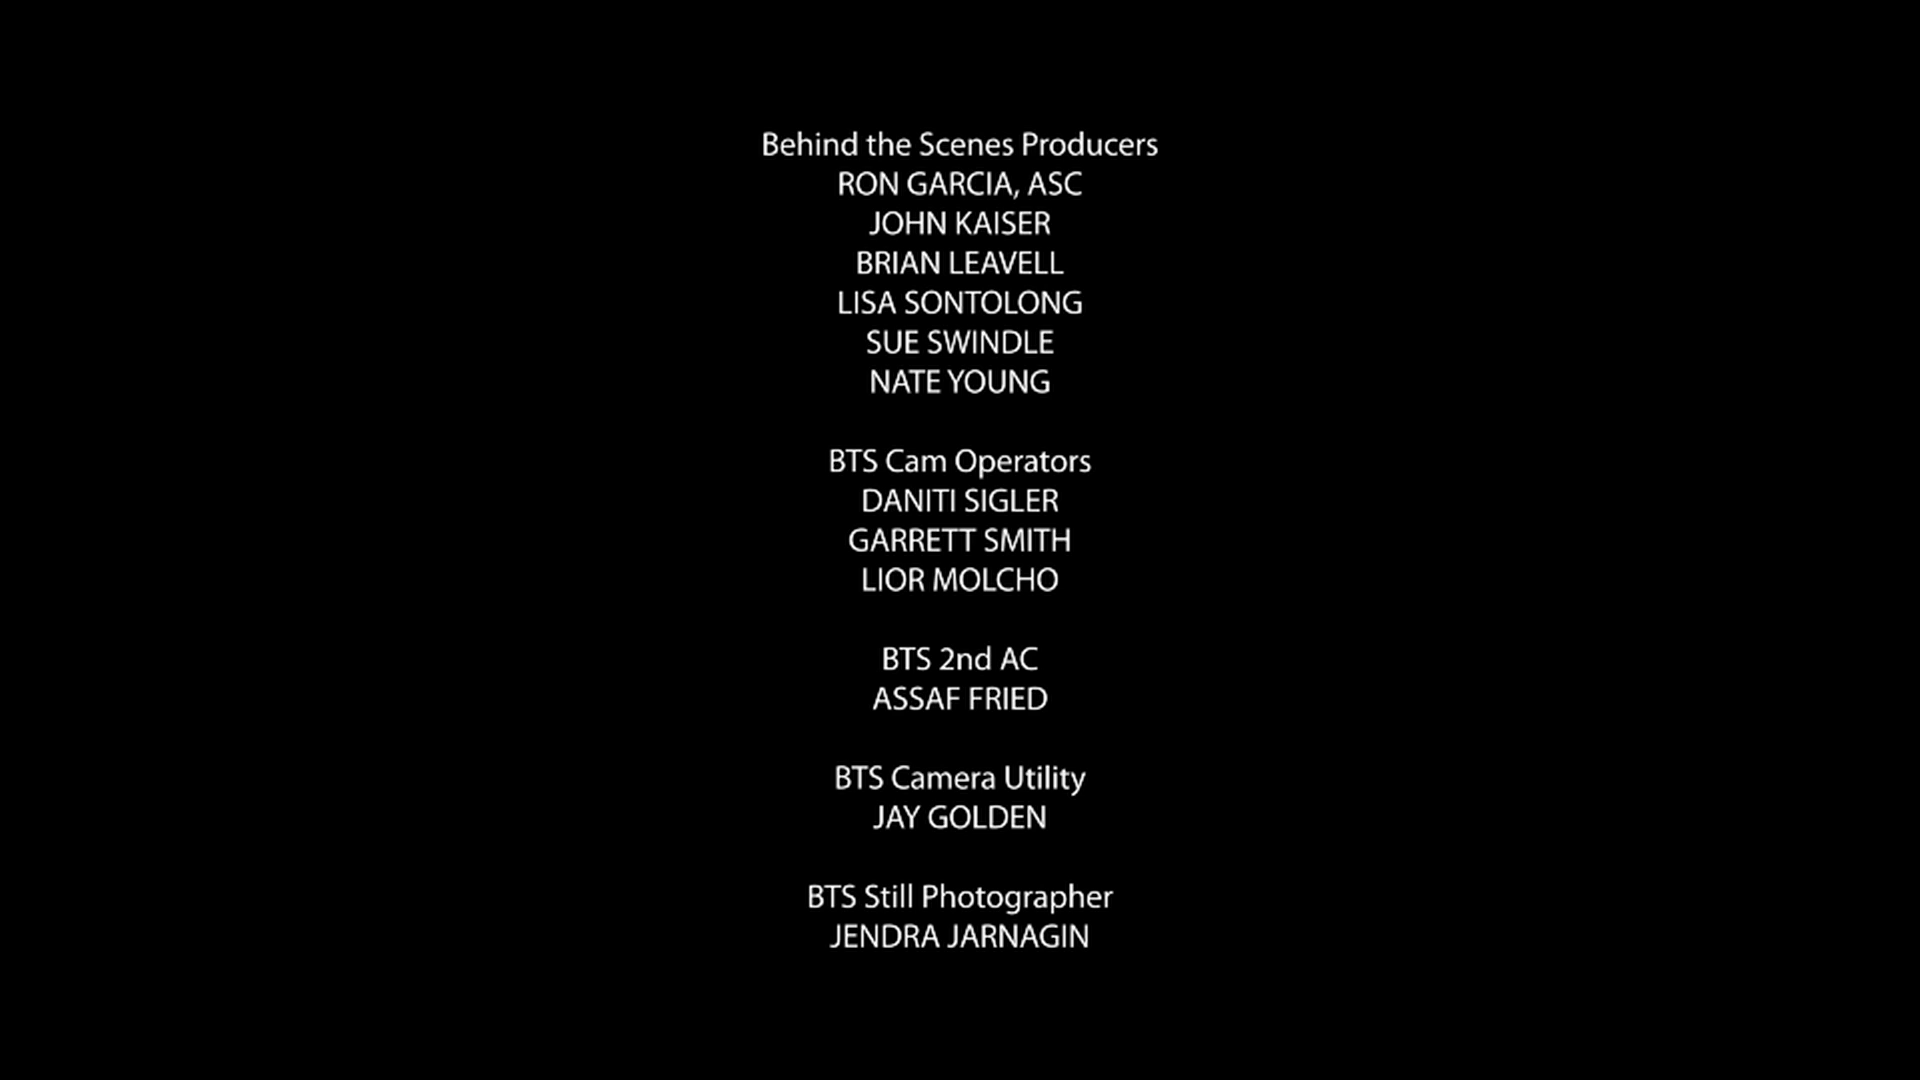 Behind the Scenes Producers
RON GARCIA, ASC
JOHN KAISER
BRIAN LEAVELL
LISA SONTOLONG
SUE SWINDLE
NATE YOUNG
BTS Cam Operators
DANITI SIGLER
GARRETT SMITH
LIOR MOLCHO
BTS 2nd AC
ASSAF FRIED
BTS Camera Utility
JAY GOLDEN
BTS Still Photographer
JENDRA JARNAGIN